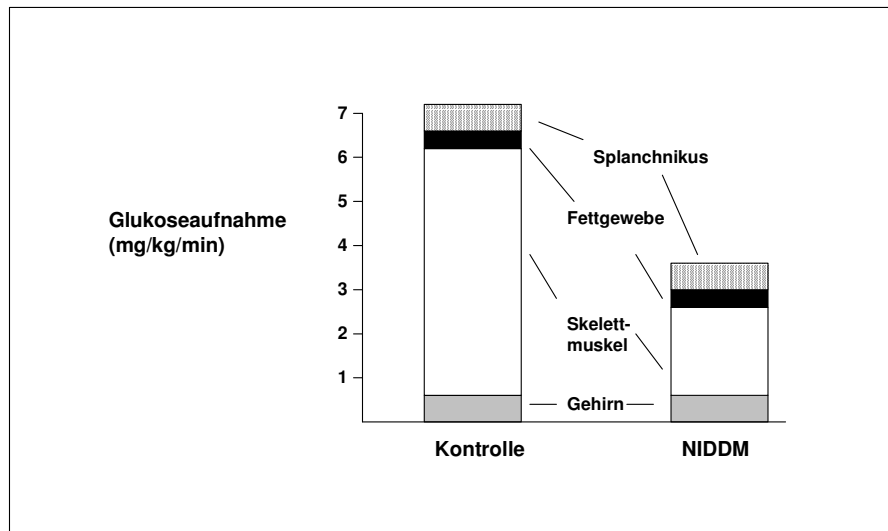 7
6
5
4
3
2
1
Glukoseaufnahme
(mg/kg/min)
Splanchnikus
Fettgewebe
Skelett-
muskel
Gehirn
Kontrolle
NIDDM